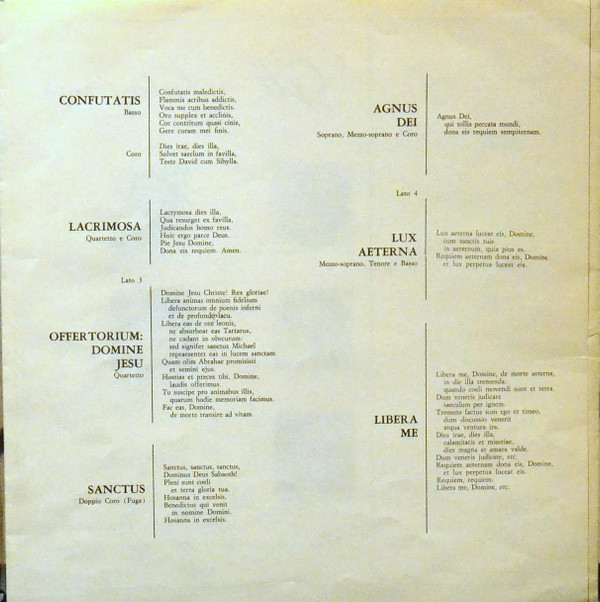 CONFUTATIS
Basso
Confutatis maledictis,
Flammis acribus addictis,
Voca me cum benedictis.
Oro supplex et acclinis,
Cor contritum quasi cinis,
Gere curam mei finis.
Coro
Dies irae, dies illa,
Solvet saeclum in favilla,
Teste David cum Sibylla.
LACRIMOSA
Quartetto e Coro
Lacrymosa dies illa,
Qua resurget ex favilla,
Judicandus homo reus.
Huic ergo parce Deus.
Pie Jesu Domine,
Dona eis requiem. Amen.
Lato 3
OFFERTORIUM:
DOMINE
JESU
Quartetto
Domine Jesu Christe! Rex gloriae!
Libera animas omnium fidelium
defunctorum de poenis inferni
et de profundo lacu.
Libera eas de ore leonis,
ne absorbeat eas Tartarus,
ne cadant in obscurum:
sed signifer sanctus Michael
repraesentet eas in lucem sanctam.
Quam olim Abrahae promisisti
et semini ejus.
Hostias et preces tibi, Domine,
laudis offerimus.
Tu suscipe pro animabus illis,
quarum hodie memoriam facimus.
Fac eas, Domine,
de morte transire ad vitam.
SANCTUS
Doppio Coro (Fuga)
Sanctus, sanctus, sanctus,
Dominus Deus Sabaoth!
Pleni sunt coeli
et terra gloria tua.
Hosanna in excelsis.
Benedictus qui venit
in nomine Domini.
Hosanna in excelsis.
AGNUS
DEI
Soprano, Mezzo-soprano e Coro
Agnus Dei,
qui tollis peccata mundi,
dona eis requiem sempiternam.
Lato 4
LUX
AETERNA
Mezzo-soprano, Tenore e Basso
Lux aeterna luceat eis, Domine,
cum sanctis tuis
in aeternum, quia pius es.
Requiem aeternam dona eis, Domine
et lux perpetua luceat eis.
LIBERA
ME
Libera me, Domine, de morte aeterna,
in die illa tremenda:
quando coeli movendi sunt et terra.
Dum veneris judicare
saeculum per ignem.
Tremens factus sum ego et timeo,
dum discussio venerit
atque ventura ira.
Dies irae, dies illa,
calamitatis et miseriae,
dies magna et amara valde.
Dum veneris judicare, etc.
Requiem aeternam dona eis, Domine,
et lux perpetua luceat eis.
Requiem, requiem.
Libera me, Domine, etc.